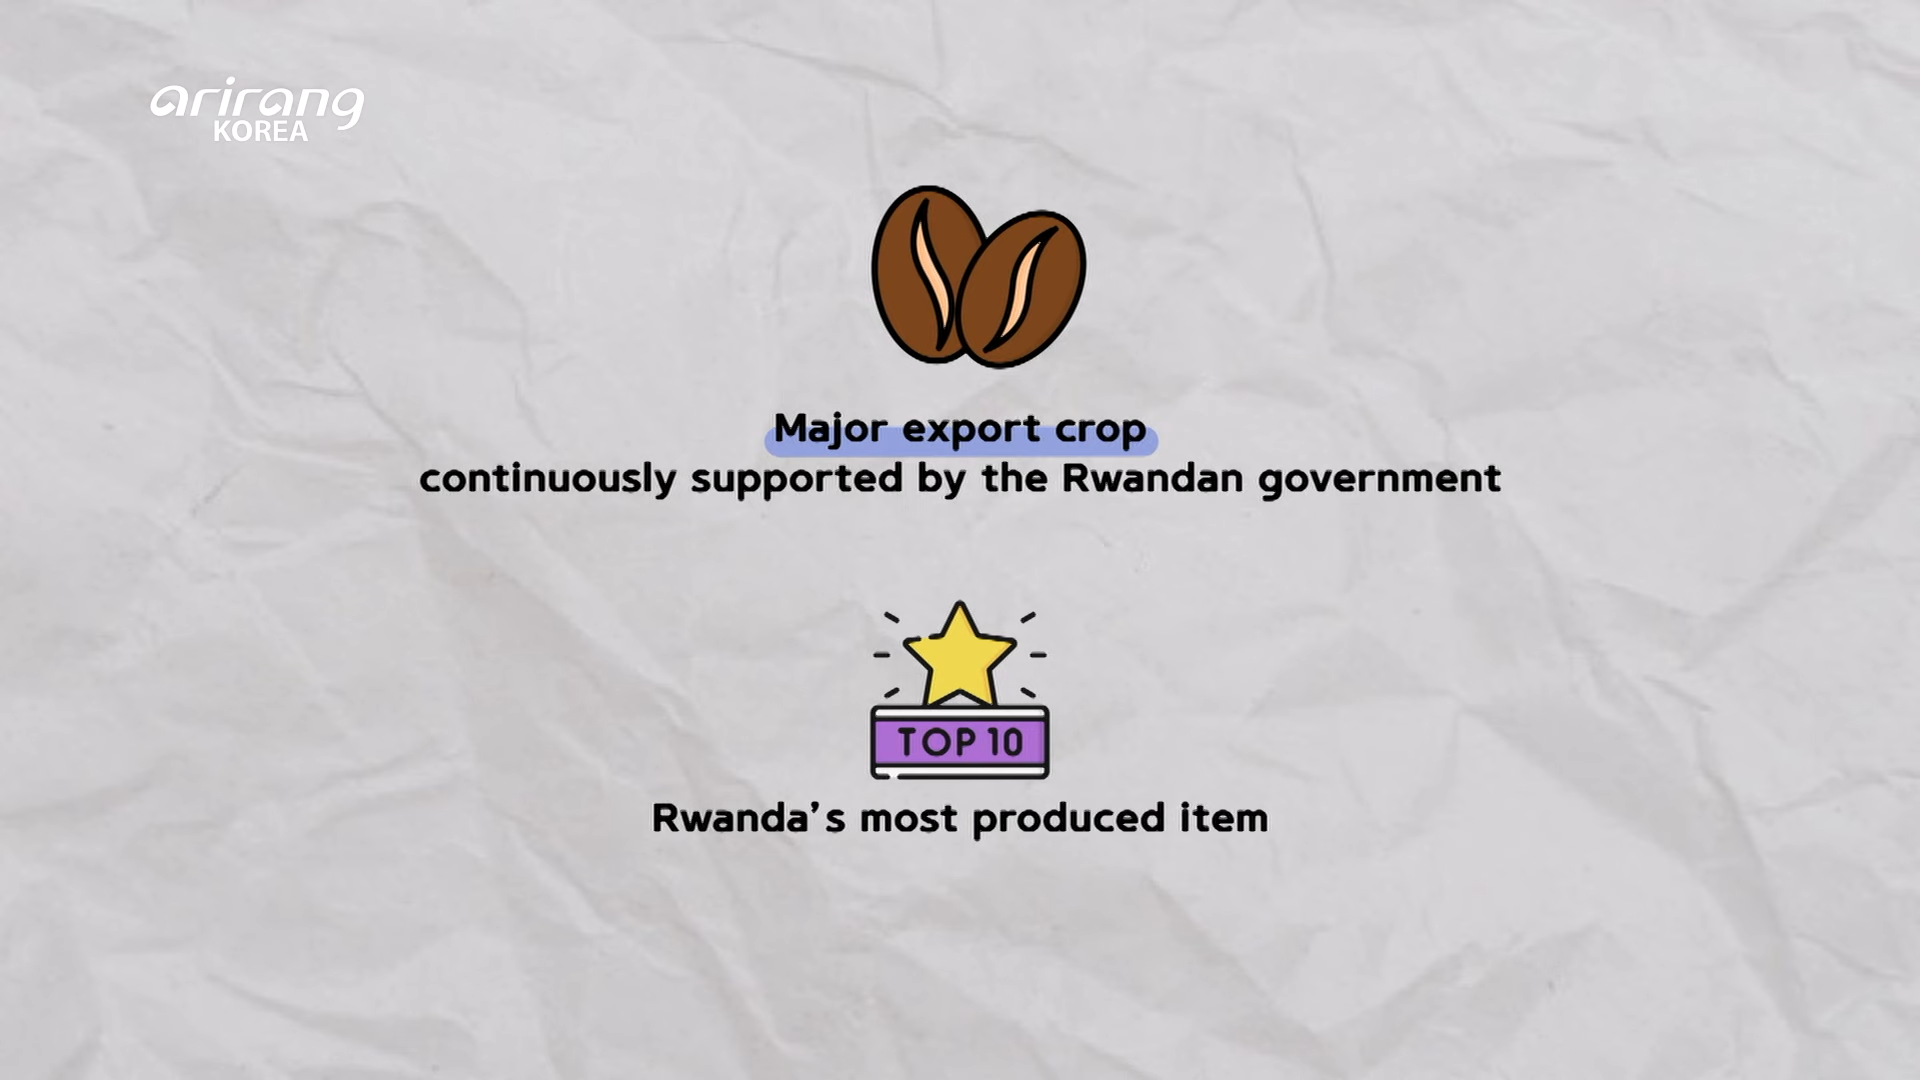 arirang
KOREA
Major export crop
continuously supported by the Rwandan government
TOP 10
Rwanda's most produced item